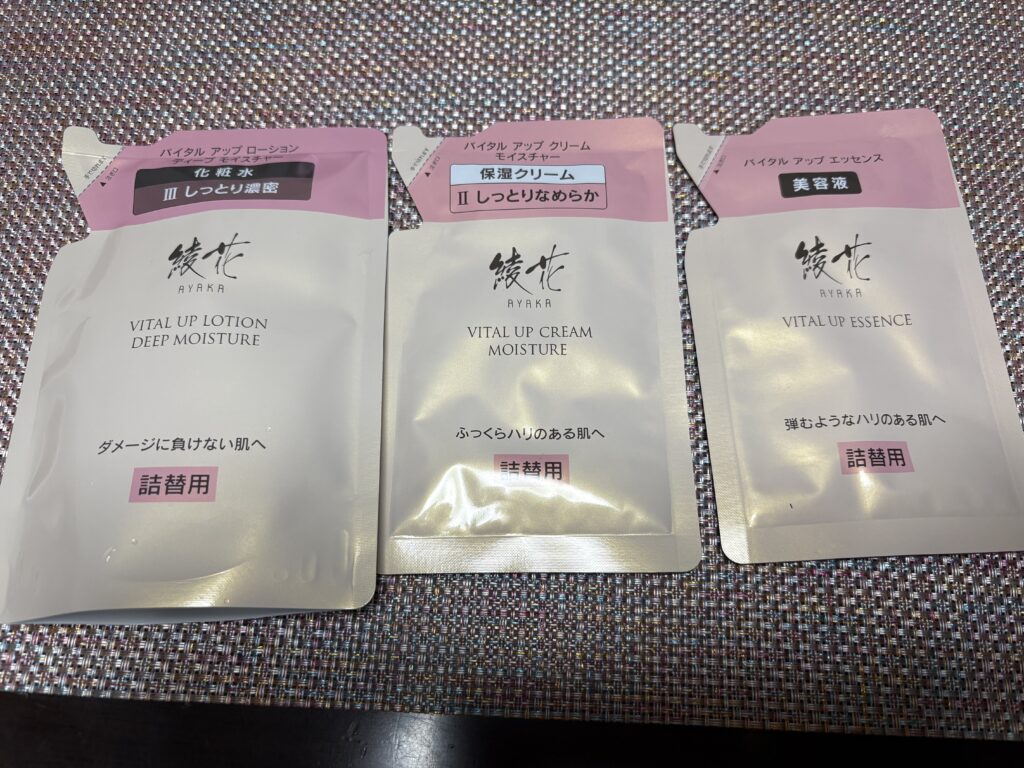 バイタル アップ ローション
ディープ モイスチャー
化粧水
Ⅲ しっとり濃密
綾花
AYAKA
VITAL UP LOTION
DEEP MOISTURE
ダメージに負けない肌へ
詰替用
バイタル アップ クリーム
モイスチャー
保湿クリーム
Ⅱ しっとりなめらか
綾花
AYAKA
VITAL UP CREAM
MOISTURE
ふっくらハリのある肌へ
詰替用
バイタル アップ エッセンス
美容液
綾花
AYAKA
VITAL UP ESSENCE
弾むようなハリのある肌へ
詰替用